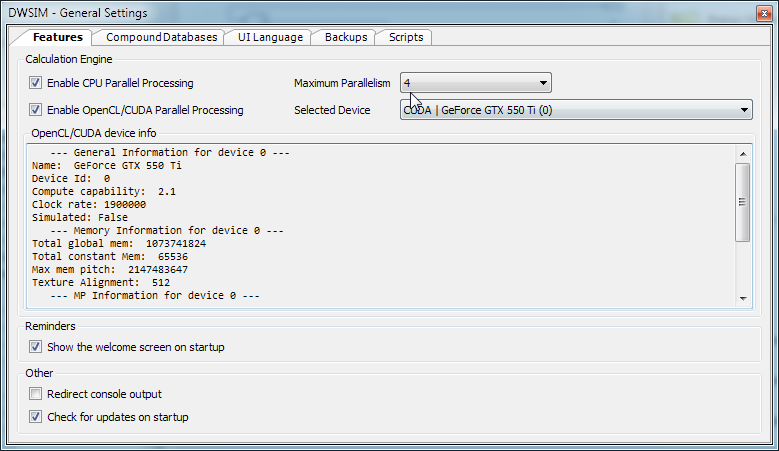 DWSIM - General Settings
Features
Compound Databases
UI Language
Backups
Scripts
Calculation Engine
Enable CPU Parallel Processing
Maximum Parallelism
4
Enable OpenCL/CUDA Parallel Processing
Selected Device
CUDA | GeForce GTX 550 Ti (0)
OpenCL/CUDA device info
--- General Information for device 0 ---
Name:  GeForce GTX 550 Ti
Device Id:  0
Compute capability:  2.1
Clock rate: 1900000
Simulated: False
--- Memory Information for device 0 ---
Total global mem:  1073741824
Total constant Mem:  65536
Max mem pitch:  2147483647
Texture Alignment:  512
--- MP Information for device 0 ---
Reminders
Show the welcome screen on startup
Other
Redirect console output
Check for updates on startup